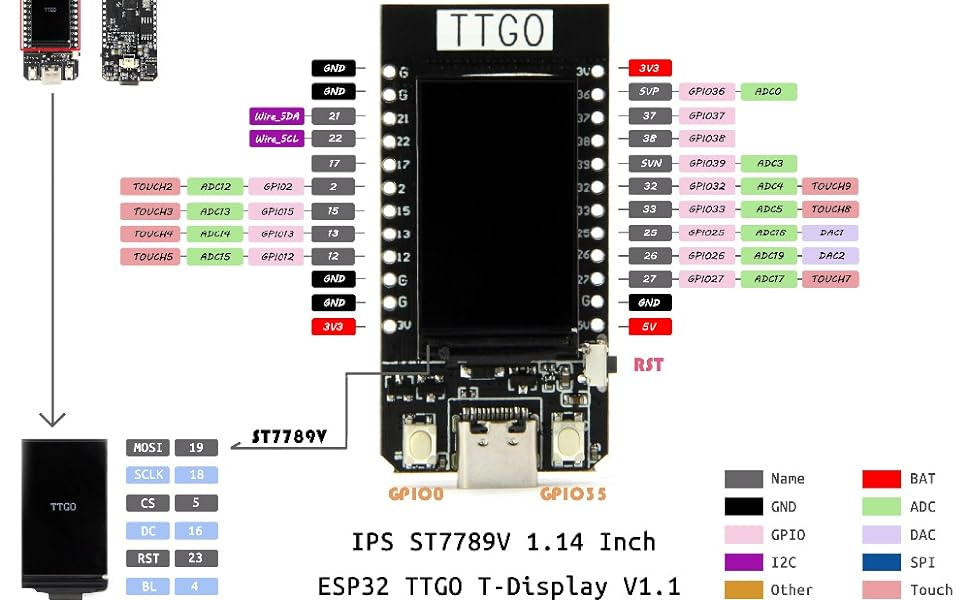 TTGO
GND G 3V 3V3
GND G 36 SVP GPIO36 ADC0
Wire_SDA 21 21 37 37 GPIO37
Wire_SCL 22 22 38 38 GPIO38
17 17 39 SVN GPIO39 ADC3
TOUCH2 ADC12 GPIO2 2 2 32 32 GPIO32 ADC4 TOUCH9
TOUCH3 ADC13 GPIO15 15 15 33 33 GPIO33 ADC5 TOUCH8
TOUCH4 ADC14 GPIO13 13 13 25 25 GPIO25 ADC18 DAC1
TOUCH5 ADC15 GPIO12 12 12 26 26 GPIO26 ADC19 DAC2
GND G 27 27 GPIO27 ADC17 TOUCH7
GND G G GND
3V3 3V 5V 5V
RST
ST7789V
GPIO0 GPIO35
TTGO
MOSI 19
SCLK 18
CS 5
DC 16
RST 23
BL 4
IPS ST7789V 1.14 Inch
ESP32 TTGO T-Display V1.1
Name BAT
GND ADC
GPIO DAC
I2C SPI
Other Touch